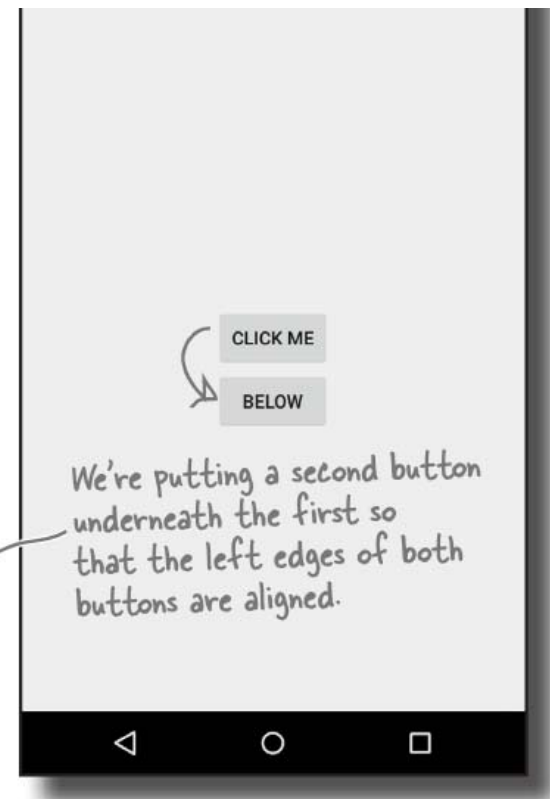 CLICK ME
BELOW
We're putting a second button
underneath the first so
that the left edges of both
buttons are aligned.